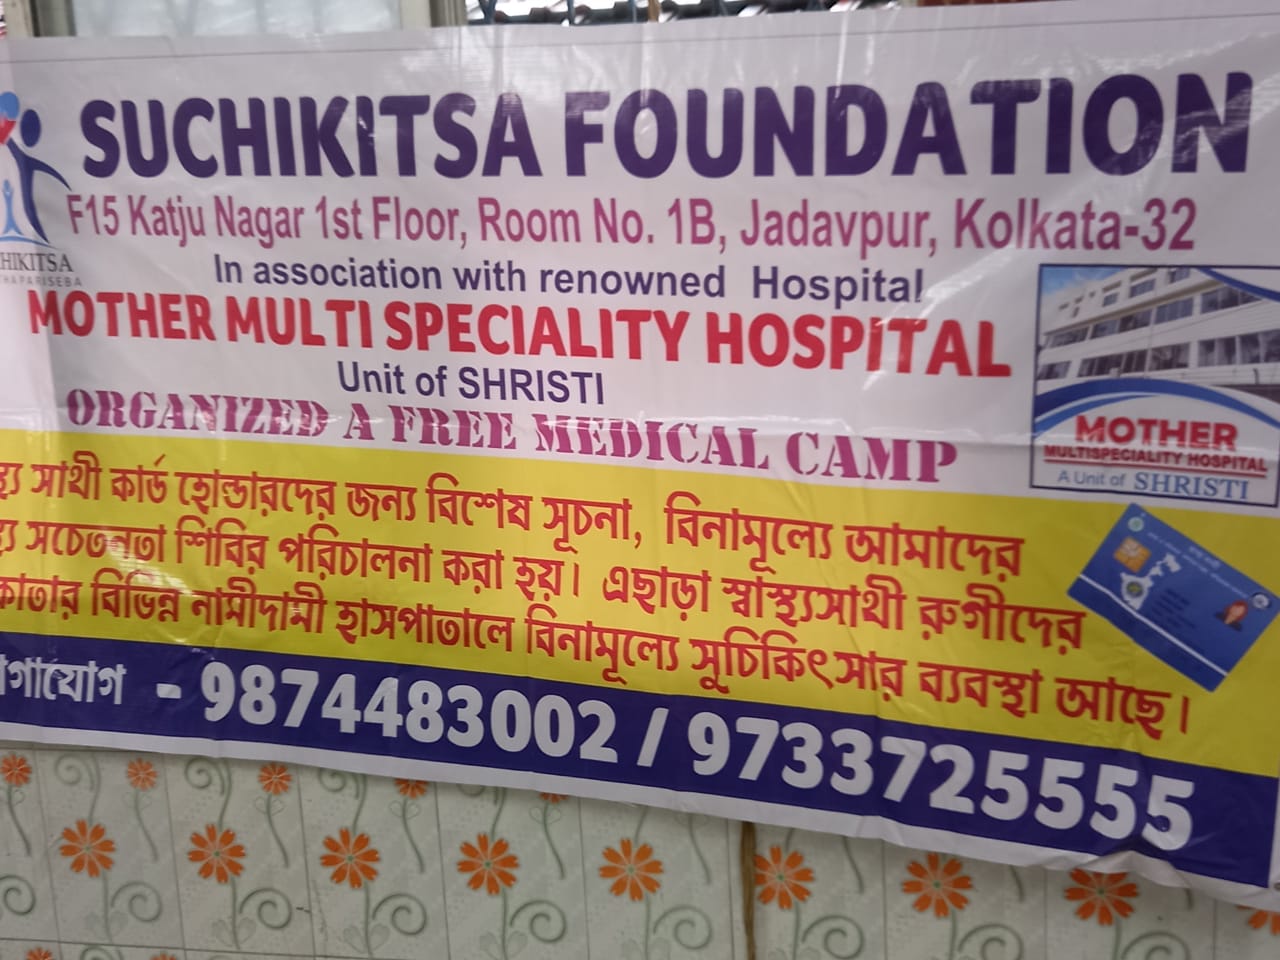 SUCHIKITSA FOUNDATION
F15 Katju Nagar 1st Floor, Room No. 1B, Jadavpur, Kolkata-32
In association with renowned Hospital
MOTHER MULTI SPECIALITY HOSPITAL
Unit of SHRISTI
ORGANIZED A FREE MEDICAL CAMP
সাথী কার্ড হোল্ডারদের জন্য বিশেষ সূচনা, বিনামূল্যে আমাদের
সচেতনতা শিবির পরিচালনা করা হয়। এছাড়া স্বাস্থ্যসাথী রুগীদের
বিভিন্ন নামীদামী হাসপাতালে বিনামূল্যে সুচিকিৎসার ব্যবস্থা আছে।
- 9874483002 / 9733725555
MOTHER
MULTISPECIALITY HOSPITAL
A Unit of SHRISTI